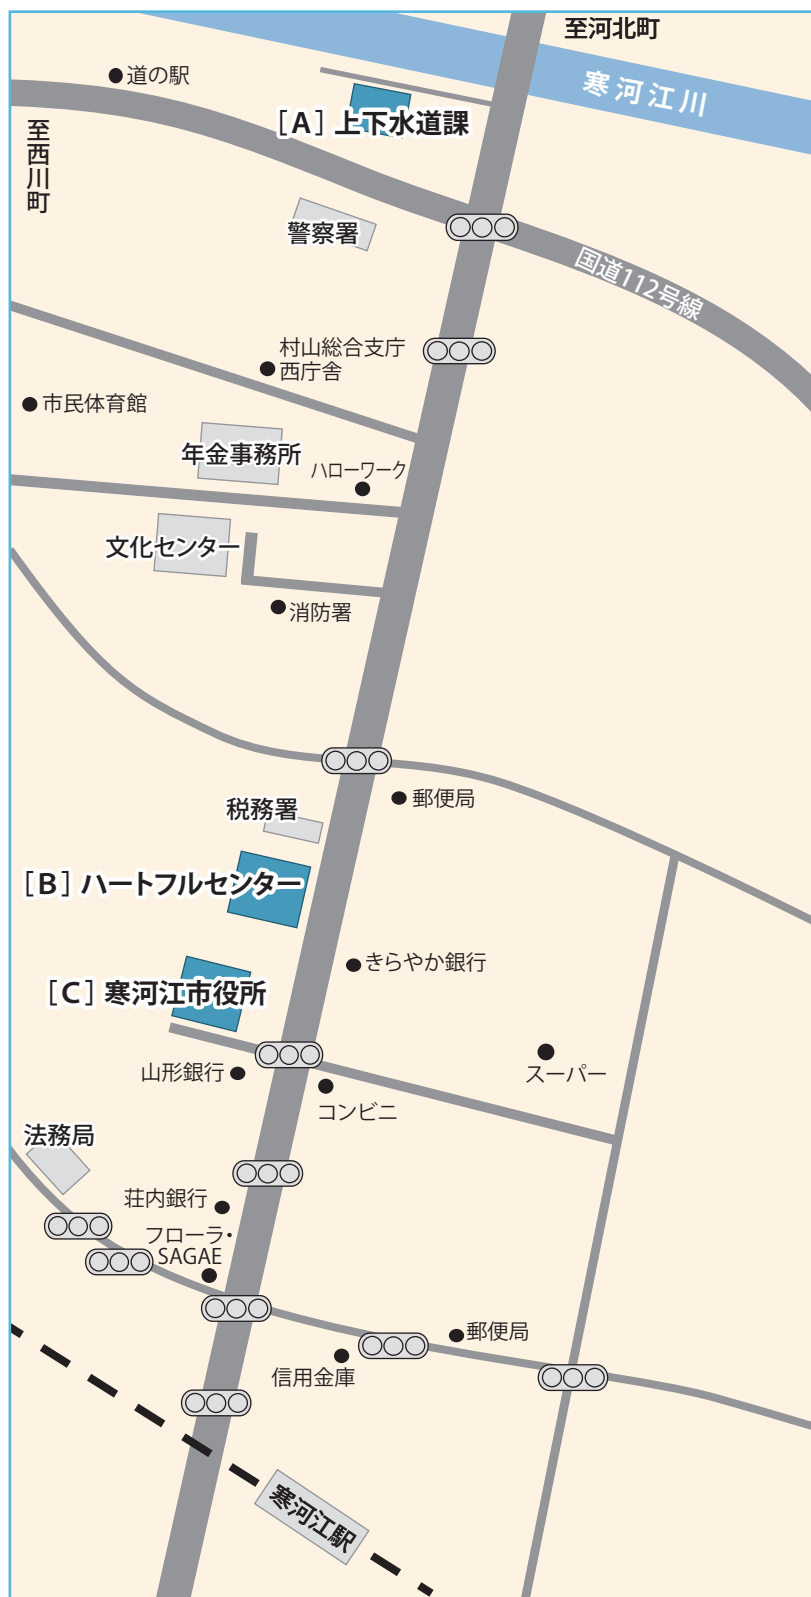 至河北町
寒河江川
道の駅
[A] 上下水道課
至西川町
警察署
国道112号線
村山総合支庁
西庁舎
市民体育館
年金事務所
ハローワーク
文化センター
消防署
郵便局
税務署
[B] ハートフルセンター
きらやか銀行
[C] 寒河江市役所
山形銀行
スーパー
コンビニ
法務局
荘内銀行
フローラ・
SAGAE
郵便局
信用金庫
寒河江駅